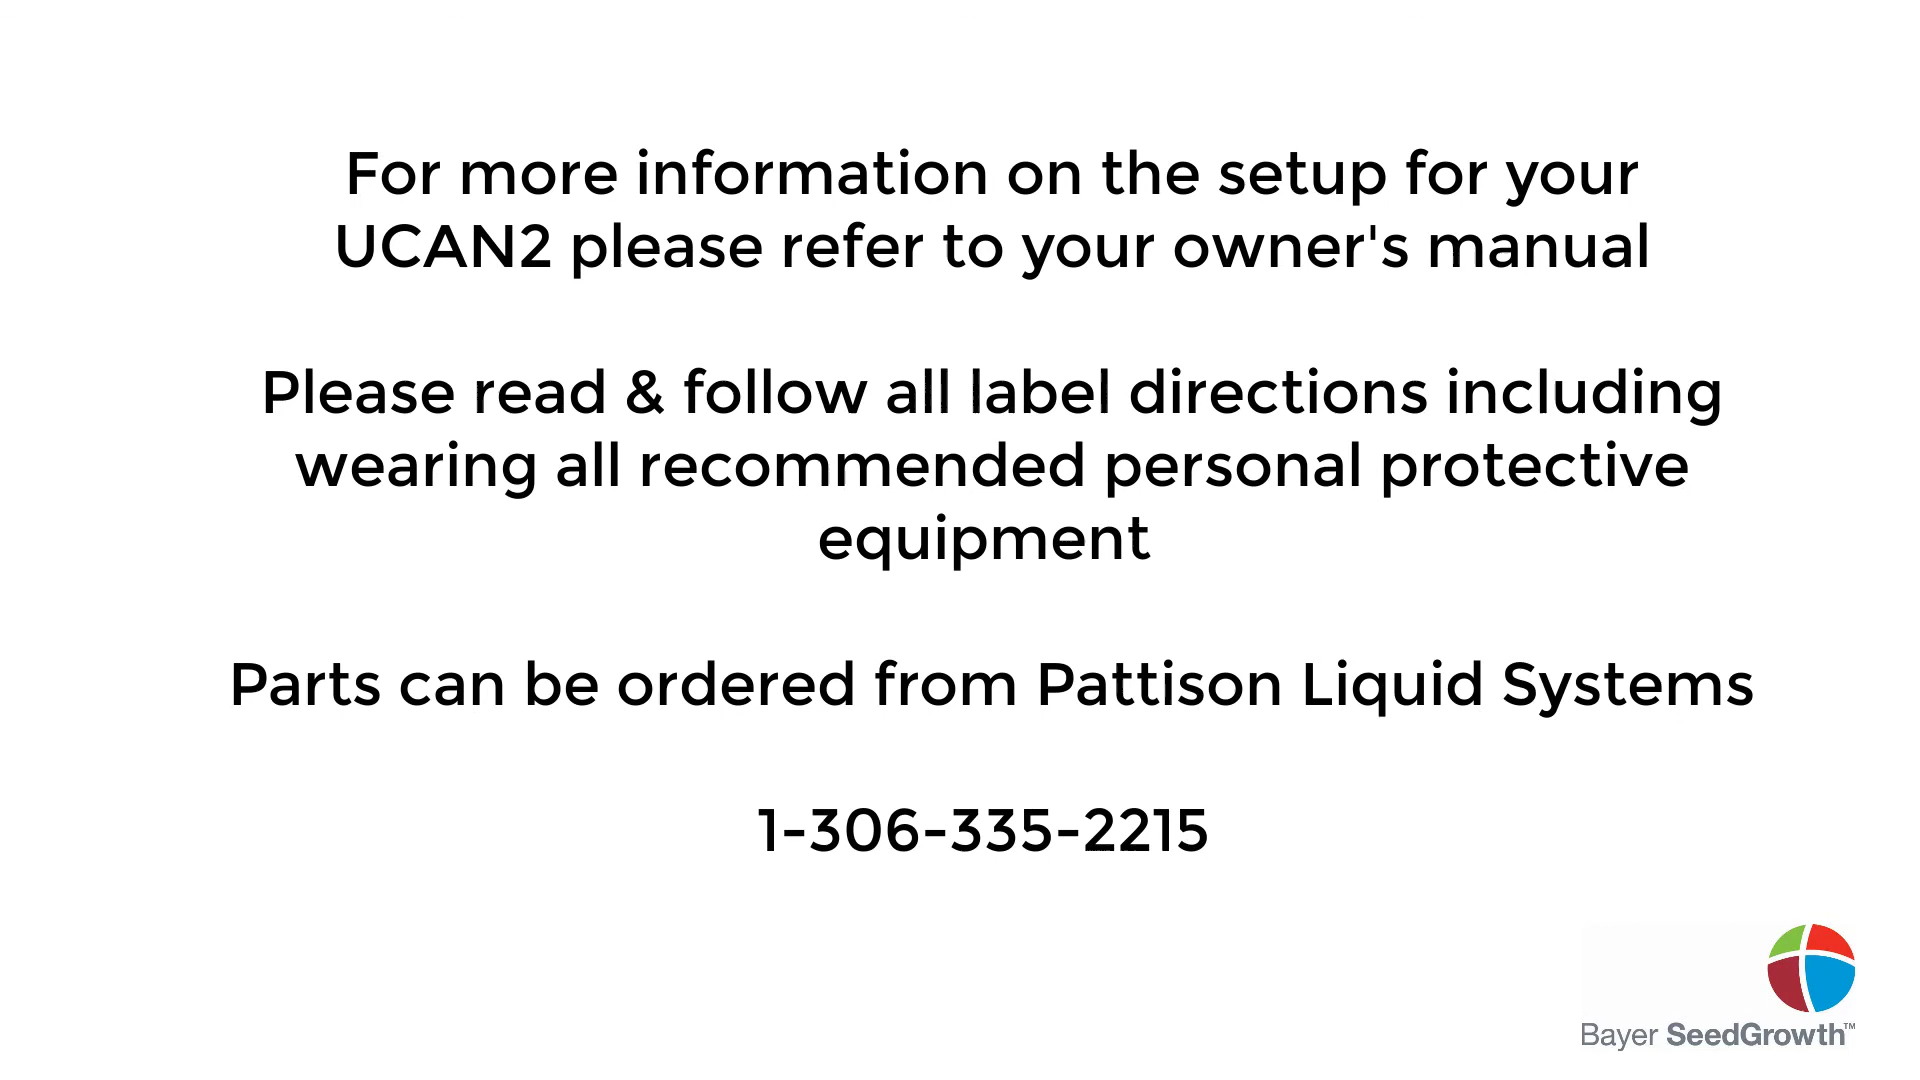 For more information on the setup for your
UCAN2 please refer to your owner's manual
Please read & follow all label directions including
wearing all recommended personal protective
equipment
Parts can be ordered from Pattison Liquid Systems
1-306-335-2215
Bayer SeedGrowth™